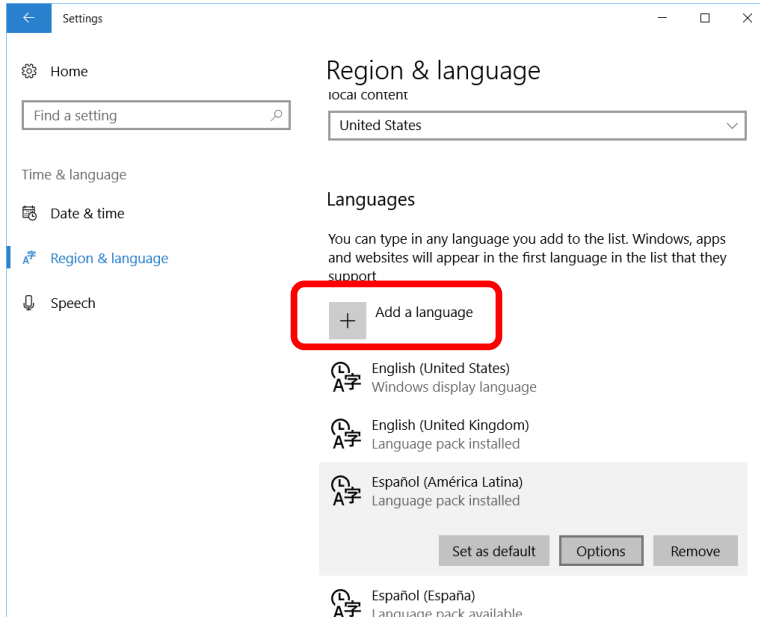 Settings
Home
Find a setting
Time & language
Date & time
Region & language
Speech
Region & language
local content
United States
Languages
You can type in any language you add to the list. Windows, apps
and websites will appear in the first language in the list that they
support
Add a language
English (United States)
Windows display language
English (United Kingdom)
Language pack installed
Español (América Latina)
Language pack installed
Set as default Options Remove
Español (España)
Language pack available